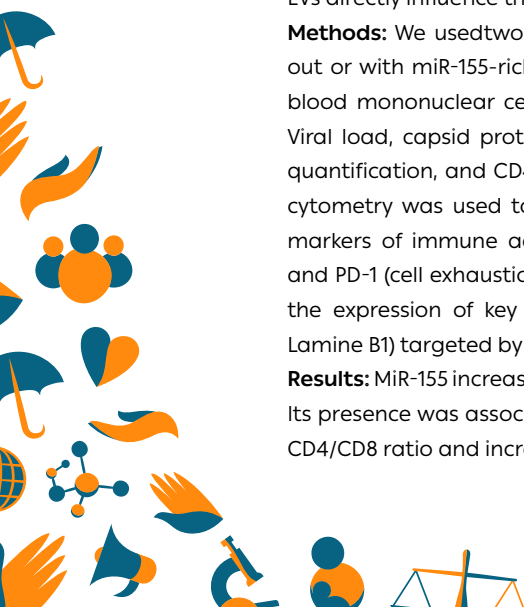 EVs directly influence th
Methods: We usedtwo
out or with miR-155-rich
blood mononuclear ce
Viral load, capsid prot
quantification, and CD4
cytometry was used to
markers of immune a
and PD-1 (cell exhaustio
the expression of key
Lamine B1) targeted by
Results: MiR-155 increas
Its presence was assoc
CD4/CD8 ratio and incre